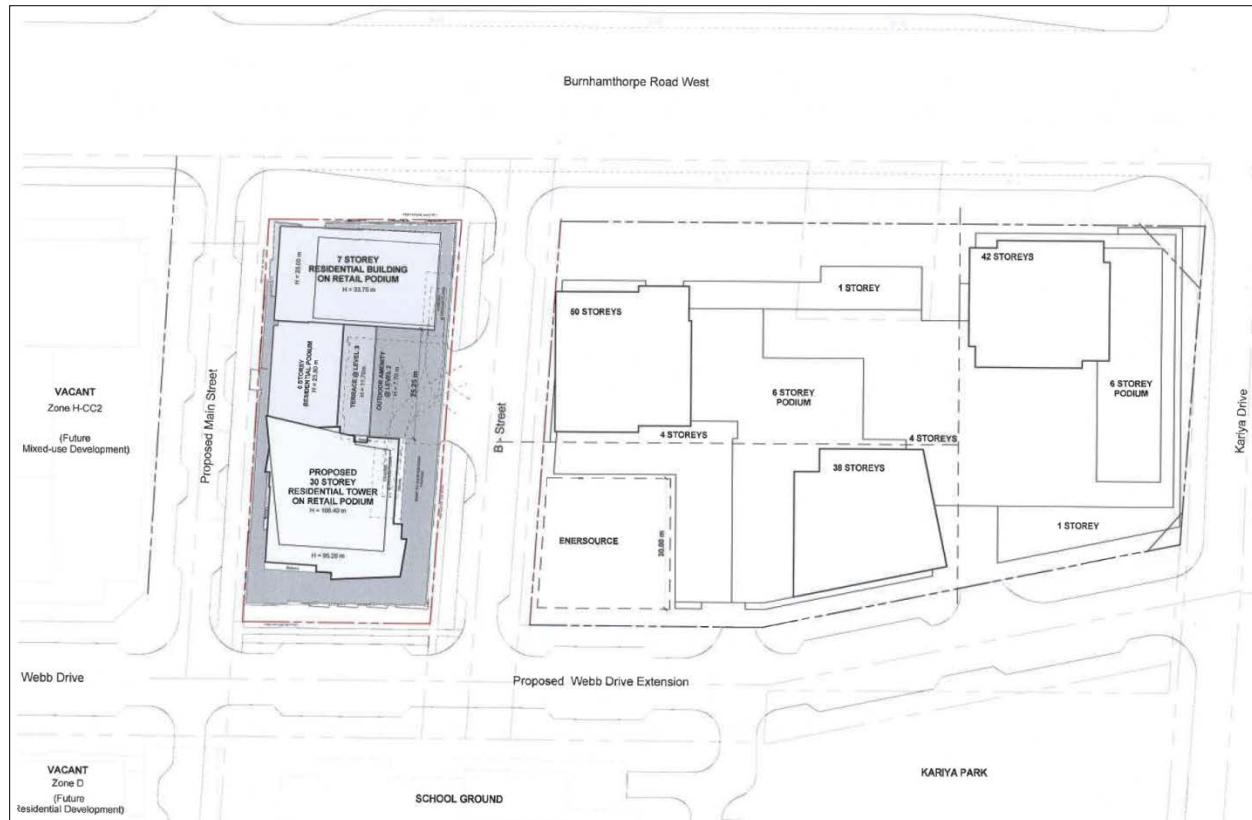 Burnhamthorpe Road West
7 STOREY
RESIDENTIAL BUILDING
ON RETAIL PODIUM
H = 33.75 m
42 STOREYS
1 STOREY
50 STOREYS
6 STOREY
RESIDENTIAL PODIUM
TERRACE @ LEVEL 3
OUTDOOR AMENITY
@ LEVEL 2
H = 7.70 m
25.25 m
VACANT
Zone H-CC2
(Future
Mixed-use Development)
Proposed Main Street
B - Street
6 STOREY
PODIUM
6 STOREY
PODIUM
Kariya Drive
4 STOREYS
4 STOREYS
38 STOREYS
PROPOSED
30 STOREY
RESIDENTIAL TOWER
ON RETAIL PODIUM
ENERSOURCE
1 STOREY
Webb Drive
Proposed Webb Drive Extension
VACANT
Zone D
(Future
Residential Development)
SCHOOL GROUND
KARIYA PARK